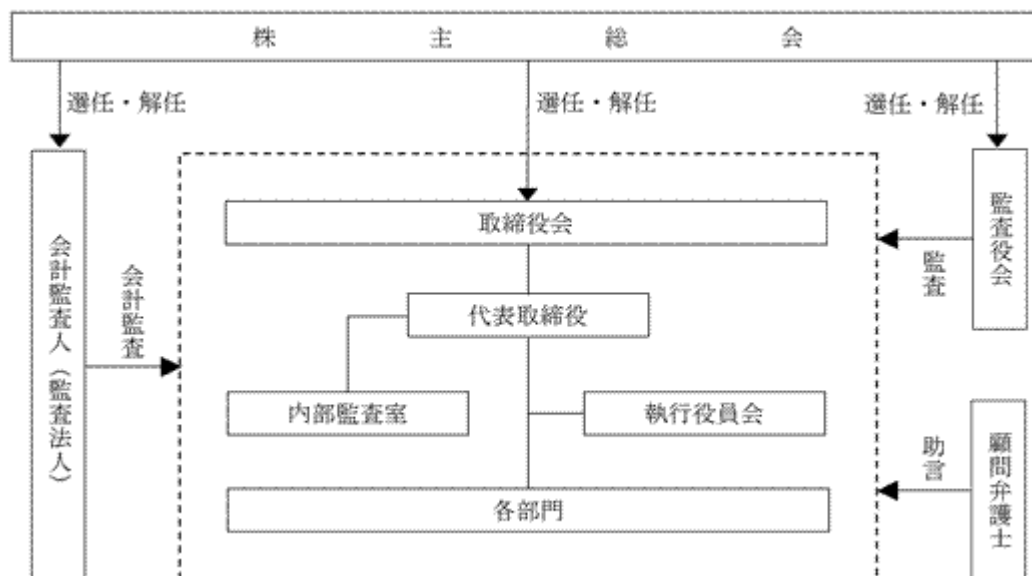 株主総会
選任・解任
選任・解任
選任・解任
取締役会
監査役会
会計監査人（監査法人）
会計監査
監査
代表取締役
内部監査室
執行役員会
顧問弁護士
助言
各部門